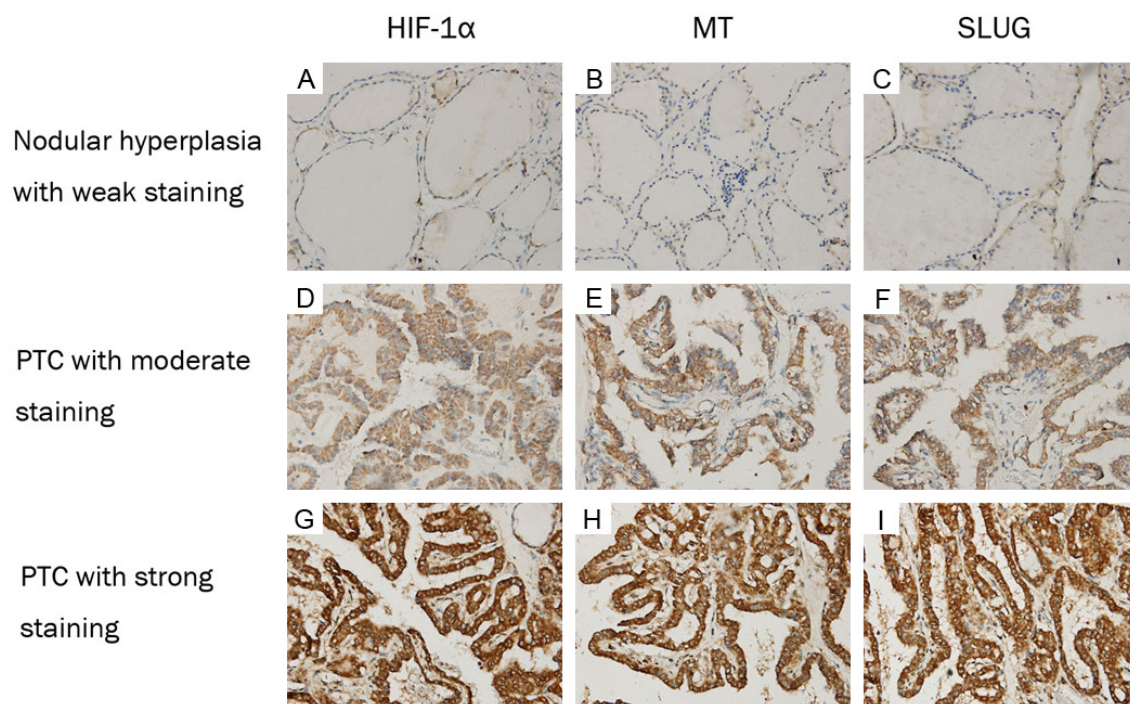 HIF-1α MT SLUG
A B C
Nodular hyperplasia
with weak staining
D E F
PTC with moderate
staining
G H I
PTC with strong
staining